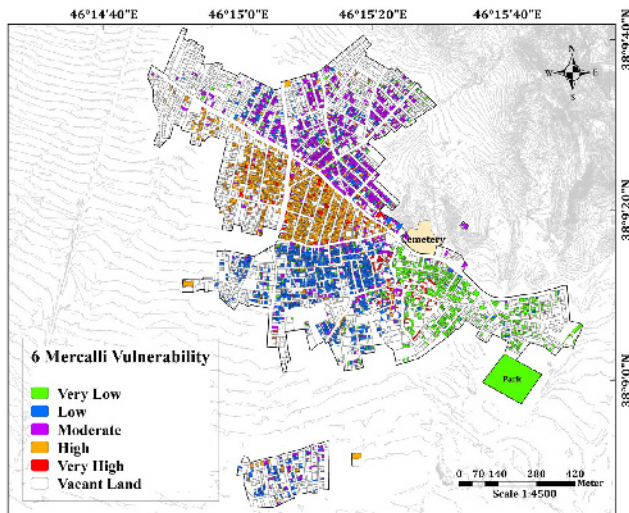 46°14'40"E 46°15'0"E 46°15'20"E 46°15'40"E
38°9'40"N
N
W E
S
38°9'20"N
Cemetery
6 Mercalli Vulnerability
Very Low
Low
Moderate
High
Very High
Vacant Land
38°9'0"N
Park
0 70 140 280 420
Meter
Scale 1:4500